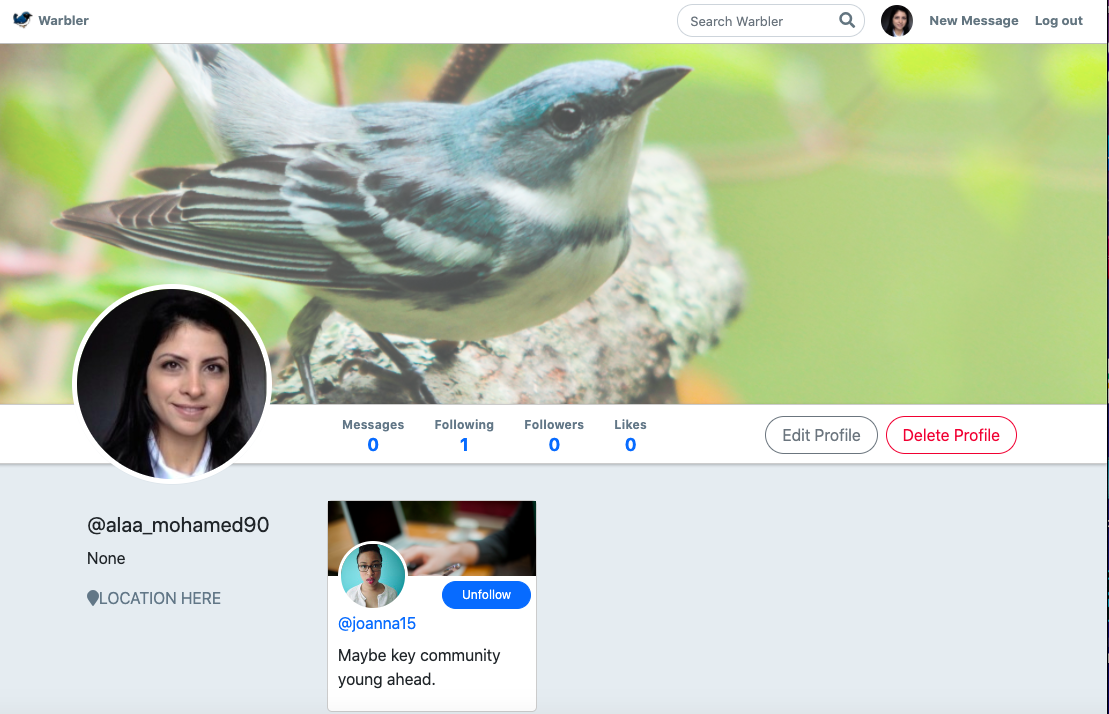 Warbler
Search Warbler
New Message
Log out
Messages
Following
Followers
Likes
0
1
0
0
Edit Profile
Delete Profile
@alaa_mohamed90
None
LOCATION HERE
Unfollow
@joanna15
Maybe key community
young ahead.